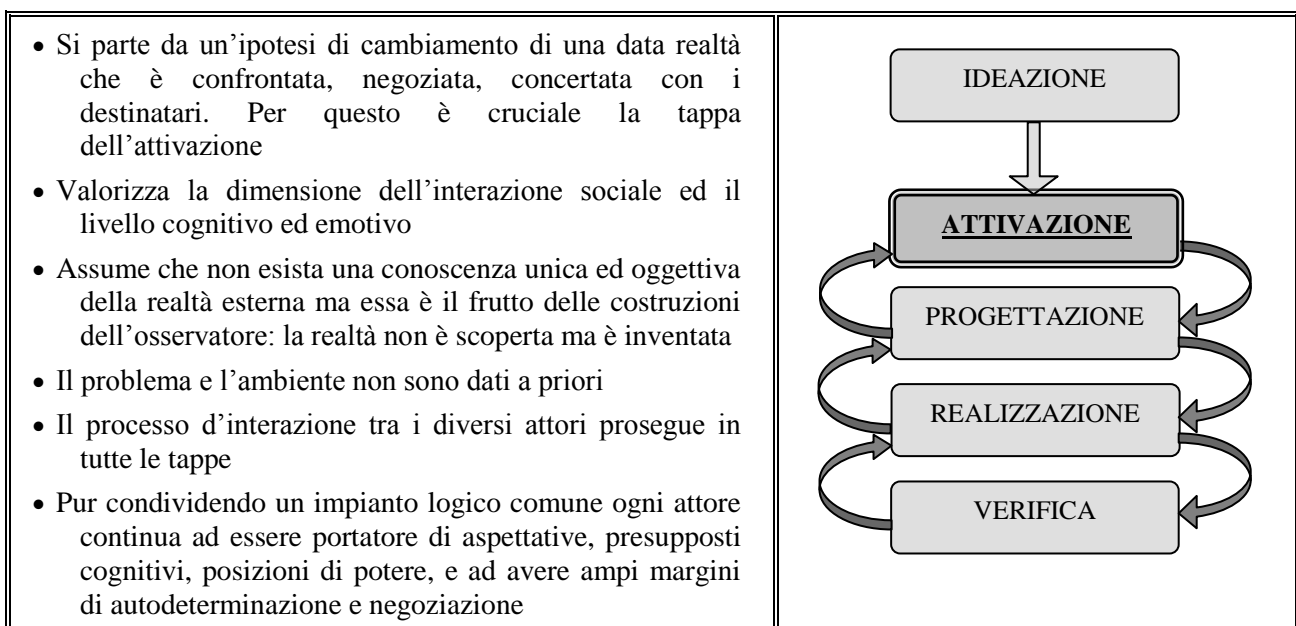 • Si parte da un’ipotesi di cambiamento di una data realtà
che è confrontata, negoziata, concertata con i
destinatari. Per questo è cruciale la tappa
dell’attivazione
• Valorizza la dimensione dell’interazione sociale ed il
livello cognitivo ed emotivo
• Assume che non esista una conoscenza unica ed oggettiva
della realtà esterna ma essa è il frutto delle costruzioni
dell’osservatore: la realtà non è scoperta ma è inventata
• Il problema e l’ambiente non sono dati a priori
• Il processo d’interazione tra i diversi attori prosegue in
tutte le tappe
• Pur condividendo un impianto logico comune ogni attore
continua ad essere portatore di aspettative, presupposti
cognitivi, posizioni di potere, e ad avere ampi margini
di autodeterminazione e negoziazione
IDEAZIONE
ATTIVAZIONE
PROGETTAZIONE
REALIZZAZIONE
VERIFICA